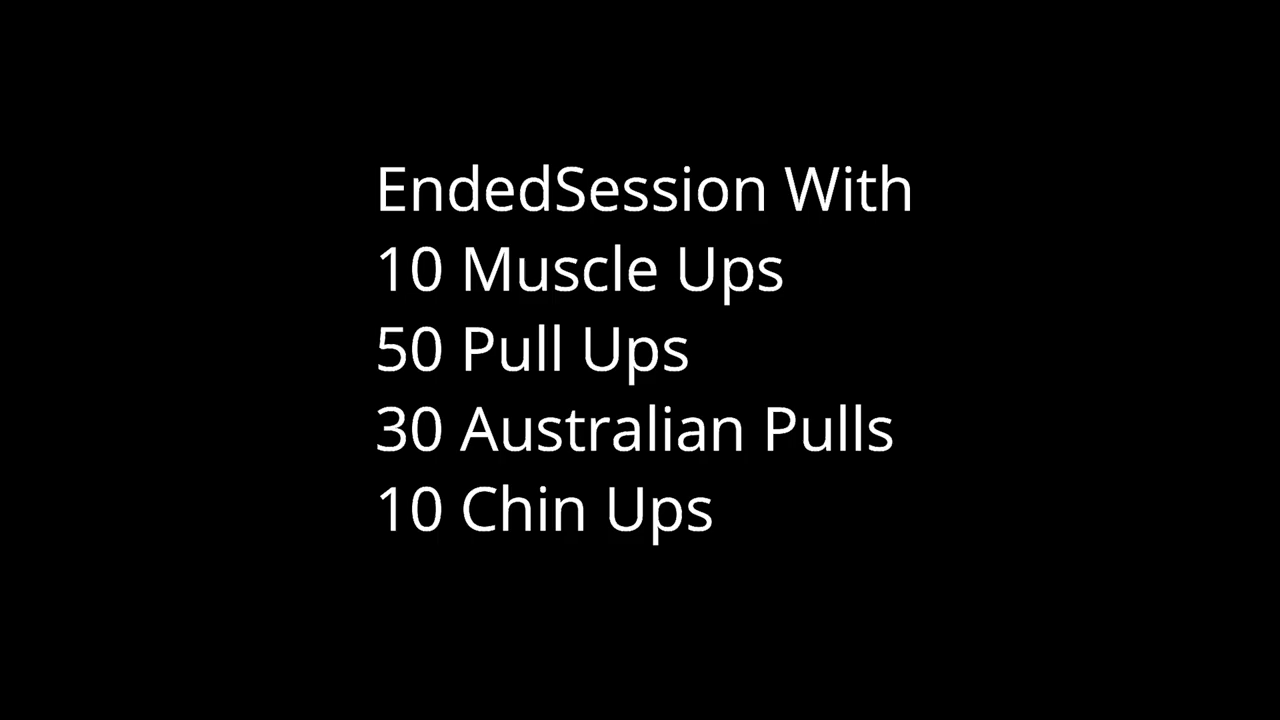 EndedSession With
10 Muscle Ups
50 Pull Ups
30 Australian Pulls
10 Chin Ups